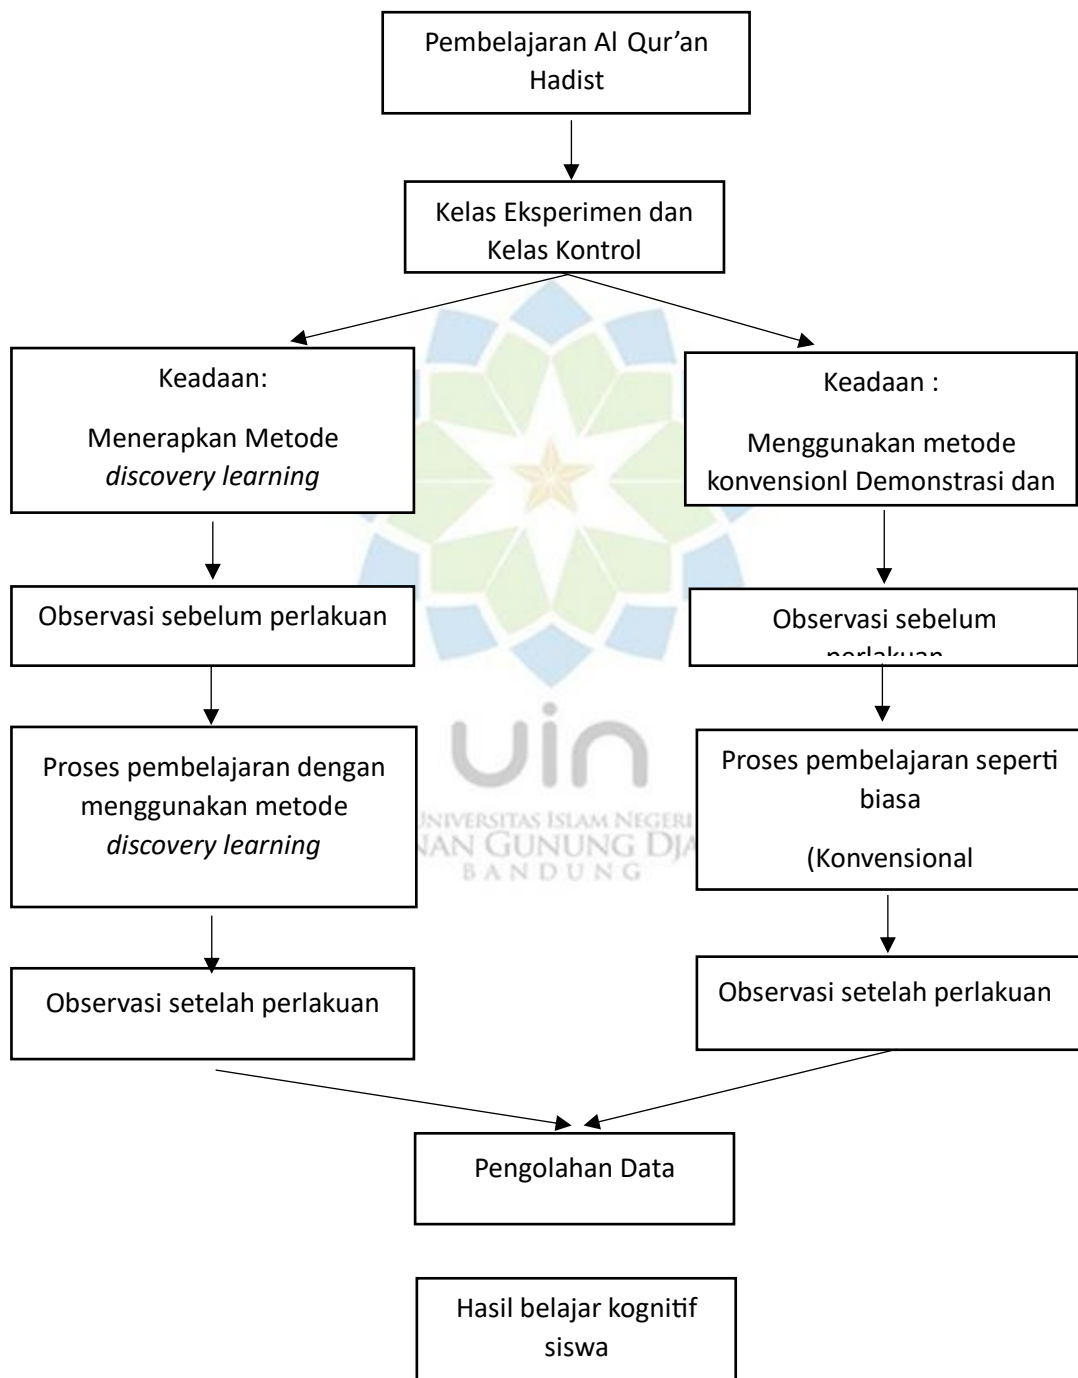 Pembelajaran Al Qur'an
Hadist
Kelas Eksperimen dan
Kelas Kontrol
Keadaan:
Menerapkan Metode
discovery learning
Keadaan :
Menggunakan metode
konvensionl Demonstrasi dan
Observasi sebelum perlakuan
Observasi sebelum
perlakuan
Proses pembelajaran dengan
menggunakan metode
discovery learning
Proses pembelajaran seperti
biasa
(Konvensional
uin
UNIVERSITAS ISLAM NEGERI
NAN GUNUNG DJA
BANDUNG
Observasi setelah perlakuan
Observasi setelah perlakuan
Pengolahan Data
Hasil belajar kognitif
siswa